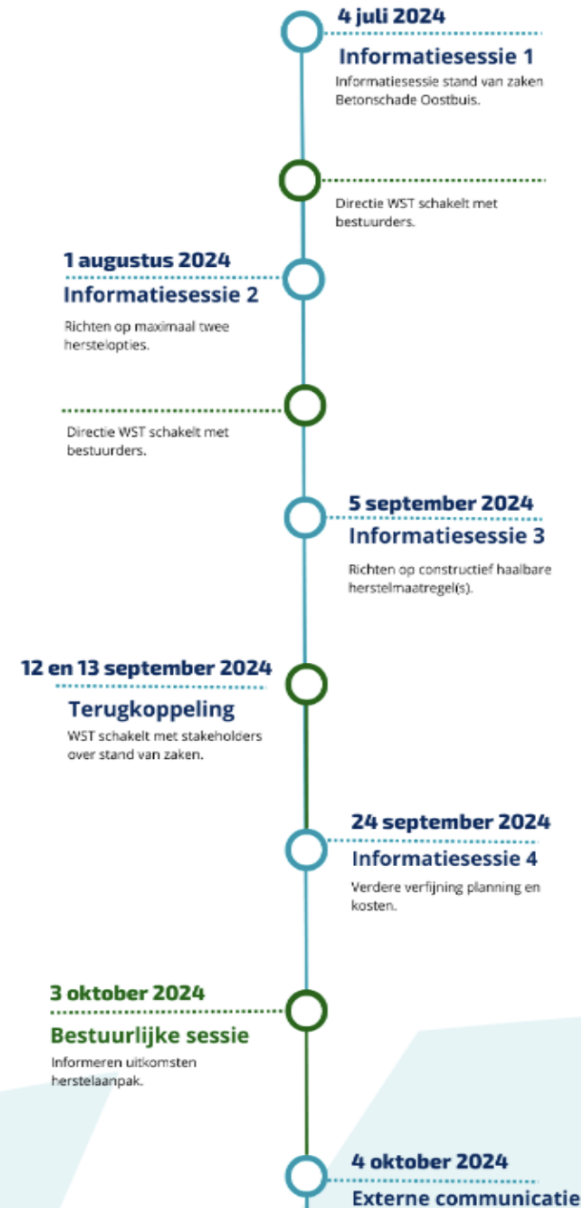 4 juli 2024
Informatiesessie 1
Informatiesessie stand van zaken
Betonschade Oostbuis.
Directie WST schakelt met
bestuurders.
1 augustus 2024
Informatiesessie 2
Richten op maximaal twee
herstelopties.
Directie WST schakelt met
bestuurders.
5 september 2024
Informatiesessie 3
Richten op constructief haalbare
herstelmaatregel(s).
12 en 13 september 2024
Terugkoppeling
WST schakelt met stakeholders
over stand van zaken.
24 september 2024
Informatiesessie 4
Verdere verfijning planning en
kosten.
3 oktober 2024
Bestuurlijke sessie
Informeren uitkomsten
herstelaanpak.
4 oktober 2024
Externe communicatie